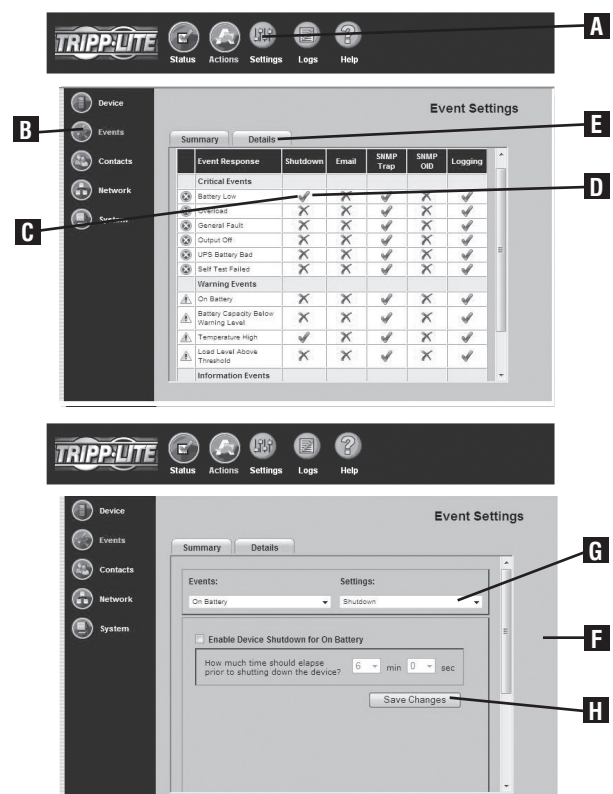 TRIPP·LITE
Status Actions Settings Logs Help
A
Device
Events
Contacts
Network
System
B
Event Settings
Summary Details
E
Event Response Shutdown Email SNMP Trap SNMP OID Logging
Critical Events
Battery Low
D
C
Overload
General Fault
Output Off
UPS Battery Bad
Self Test Failed
Warning Events
On Battery
Battery Capacity Below
Warning Level
Temperature High
Load Level Above
Threshold
Information Events
TRIPP·LITE
Status Actions Settings Logs Help
Device
Events
Contacts
Network
System
Event Settings
Summary Details
Events: Settings:
On Battery Shutdown
G
F
Enable Device Shutdown for On Battery
How much time should elapse
prior to shutting down the device? 6 min 0 sec
Save Changes
H